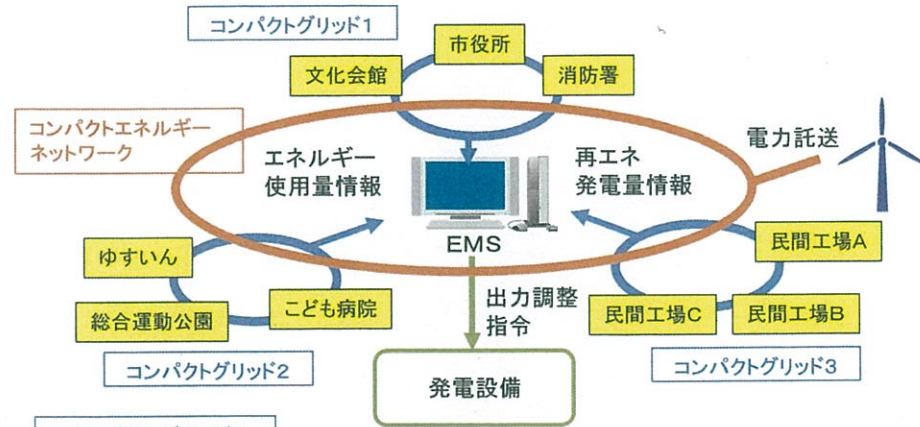 コンパクトグリッド1
市役所
文化会館
消防署
コンパクトエネルギー
ネットワーク
エネルギー
使用量情報
再エネ
発電量情報
電力託送
EMS
ゆすいん
総合運動公園
こども病院
コンパクトグリッド2
出力調整
指令
発電設備
民間工場A
民間工場B
民間工場C
コンパクトグリッド3